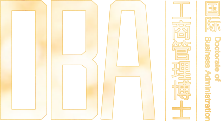 DBA
工商管理博士
国际
Doctorate of
Business Administration